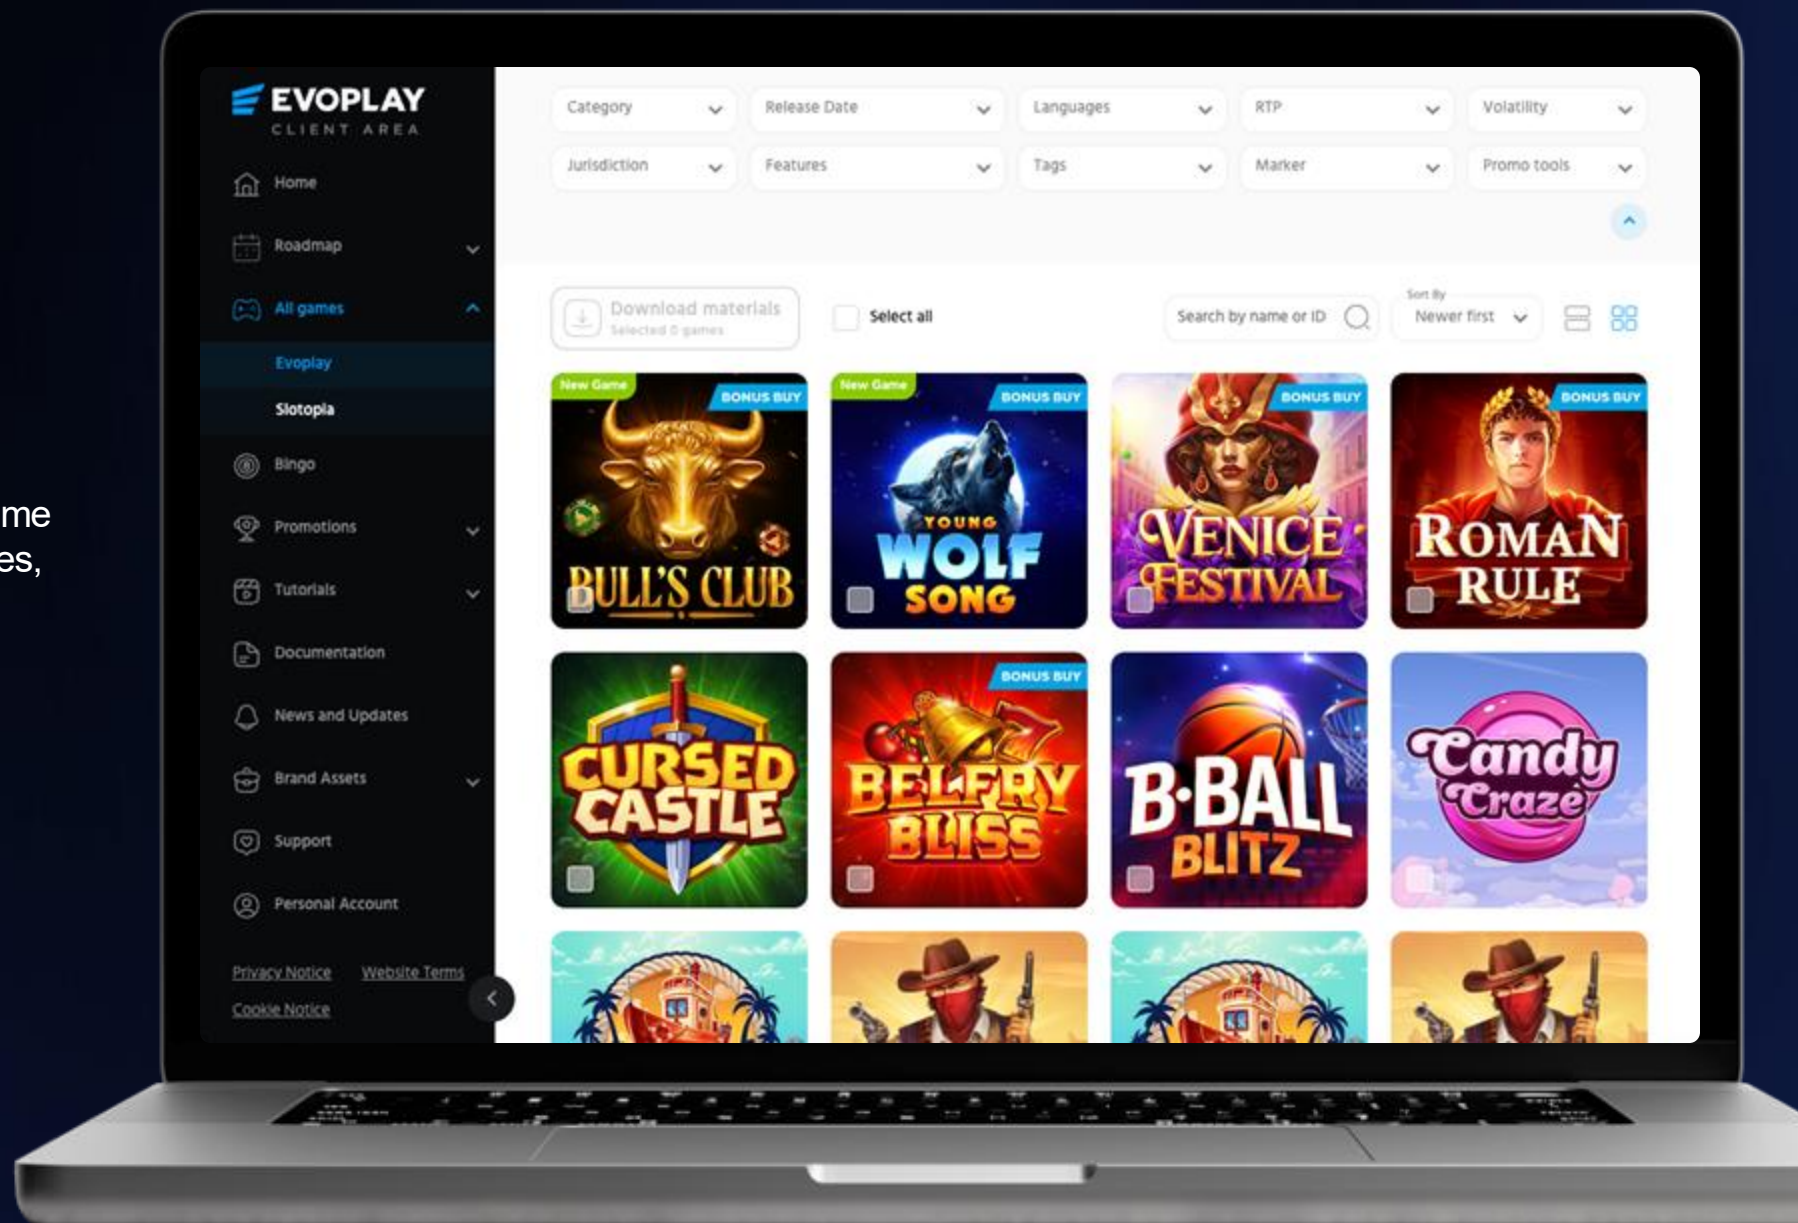 me
es,
EVOPLAY
CLIENT AREA
Home
Roadmap
All games
Evoplay
Slotopia
Bingo
Promotions
Tutorials
Documentation
News and Updates
Brand Assets
Support
Personal Account
Privacy Notice Website Terms
Cookie Notice
Category Release Date Languages RTP Volatility
Jurisdiction Features Tags Marker Promo tools
Download materials
Selected 0 games
Select all
Search by name or ID
Sort By
Newer first
New Game
BONUS BUY
BULL'S CLUB
New Game
BONUS BUY
YOUNG
WOLF
SONG
BONUS BUY
VENICE
FESTIVAL
BONUS BUY
ROMAN
RULE
CURSED
CASTLE
BONUS BUY
BELFRY
BLISS
B·BALL
BLITZ
Candy
Craze